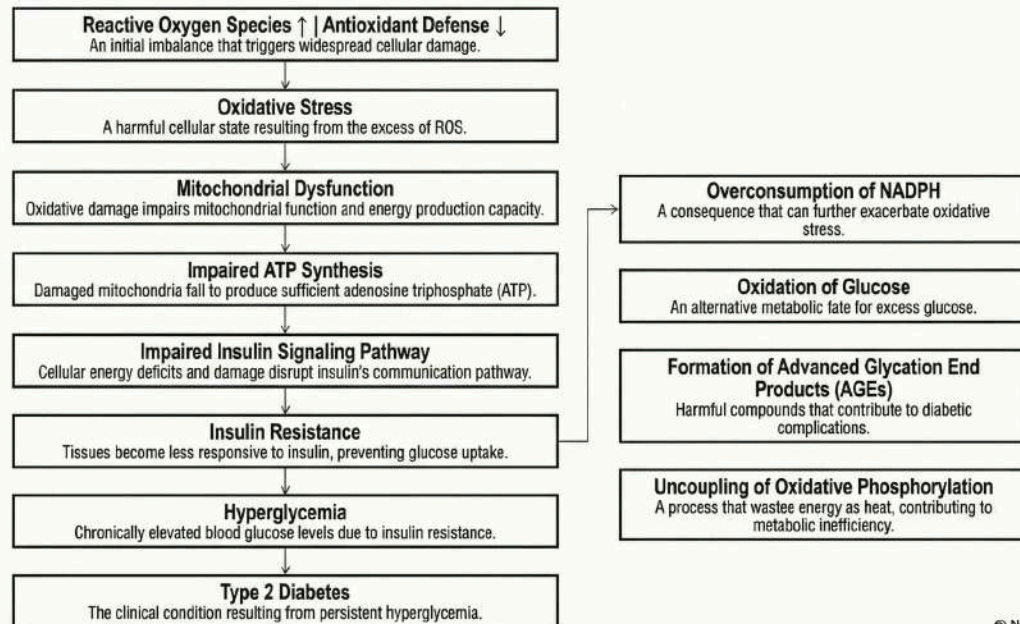 Reactive Oxygen Species ↑ | Antioxidant Defense ↓
An initial imbalance that triggers widespread cellular damage.
Oxidative Stress
A harmful cellular state resulting from the excess of ROS.
Mitochondrial Dysfunction
Oxidative damage impairs mitochondrial function and energy production capacity.
Impaired ATP Synthesis
Damaged mitochondria fall to produce sufficient adenosine triphosphate (ATP).
Impaired Insulin Signaling Pathway
Cellular energy deficits and damage disrupt insulin's communication pathway.
Insulin Resistance
Tissues become less responsive to insulin, preventing glucose uptake.
Hyperglycemia
Chronically elevated blood glucose levels due to insulin resistance.
Type 2 Diabetes
The clinical condition resulting from persistent hyperglycemia.
Overconsumption of NADPH
A consequence that can further exacerbate oxidative
stress.
Oxidation of Glucose
An alternative metabolic fate for excess glucose.
Formation of Advanced Glycation End
Products (AGEs)
Harmful compounds that contribute to diabetic
complications.
Uncoupling of Oxidative Phosphorylation
A process that wastee energy as heat, contributing to
metabolic inefficiency.